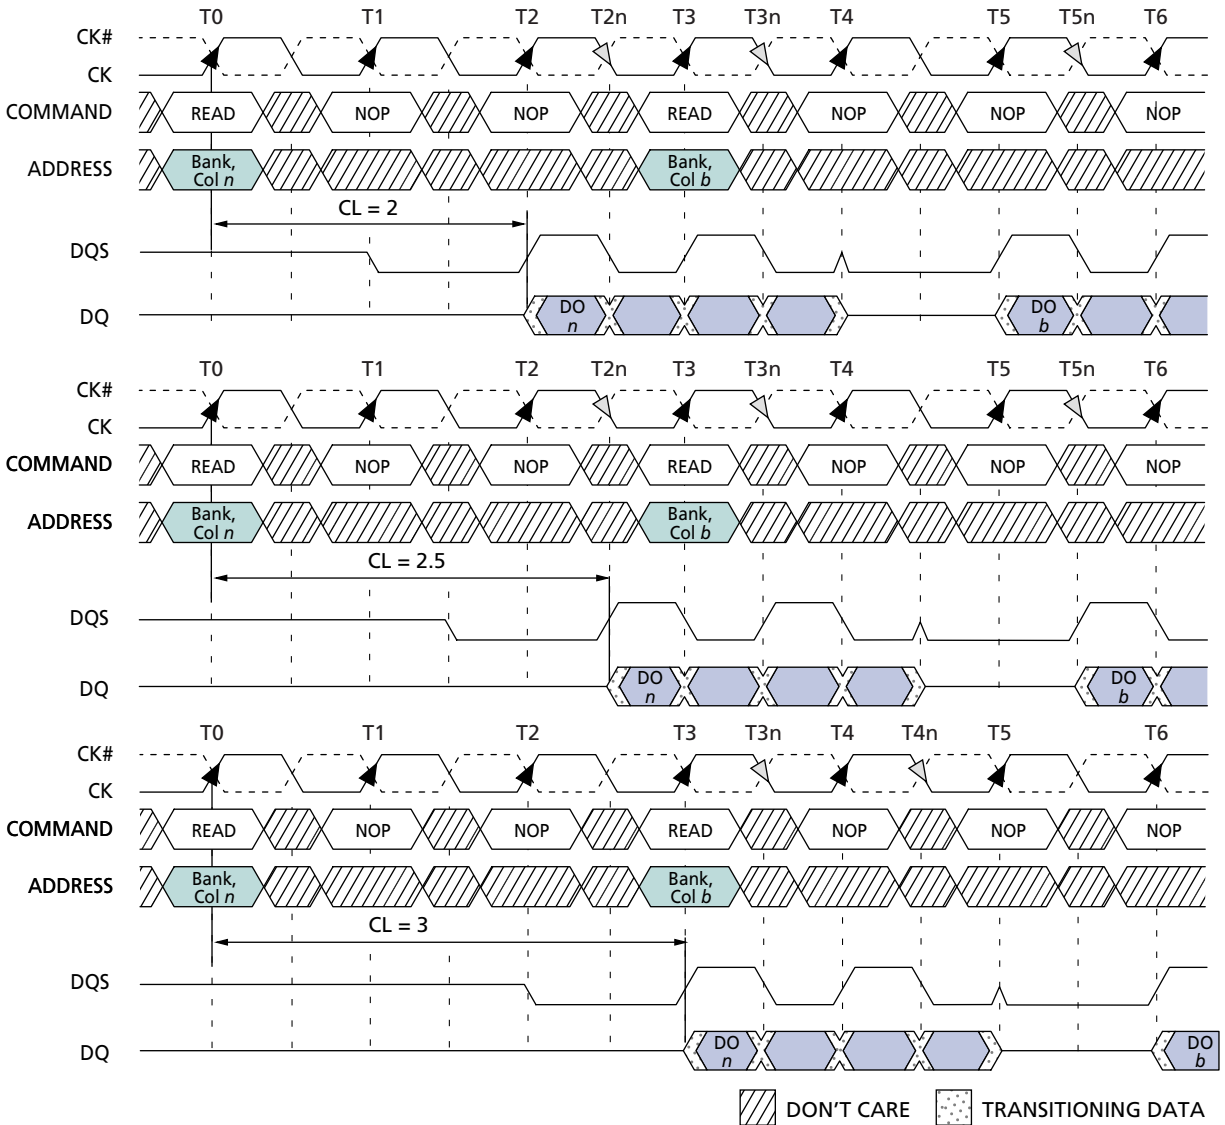 T0 T1 T2 T2n T3 T3n T4 T5 T5n T6
CK#
CK
COMMAND READ NOP NOP READ NOP NOP NOP
ADDRESS Bank, Col n Bank, Col b
CL = 2
DQS
DQ DO n DO b
T0 T1 T2 T2n T3 T3n T4 T5 T5n T6
CK#
CK
COMMAND READ NOP NOP READ NOP NOP NOP
ADDRESS Bank, Col n Bank, Col b
CL = 2.5
DQS
DQ DO n DO b
T0 T1 T2 T3 T3n T4 T4n T5 T6
CK#
CK
COMMAND READ NOP NOP READ NOP NOP NOP
ADDRESS Bank, Col n Bank, Col b
CL = 3
DQS
DQ DO n DO b
DON'T CARE TRANSITIONING DATA